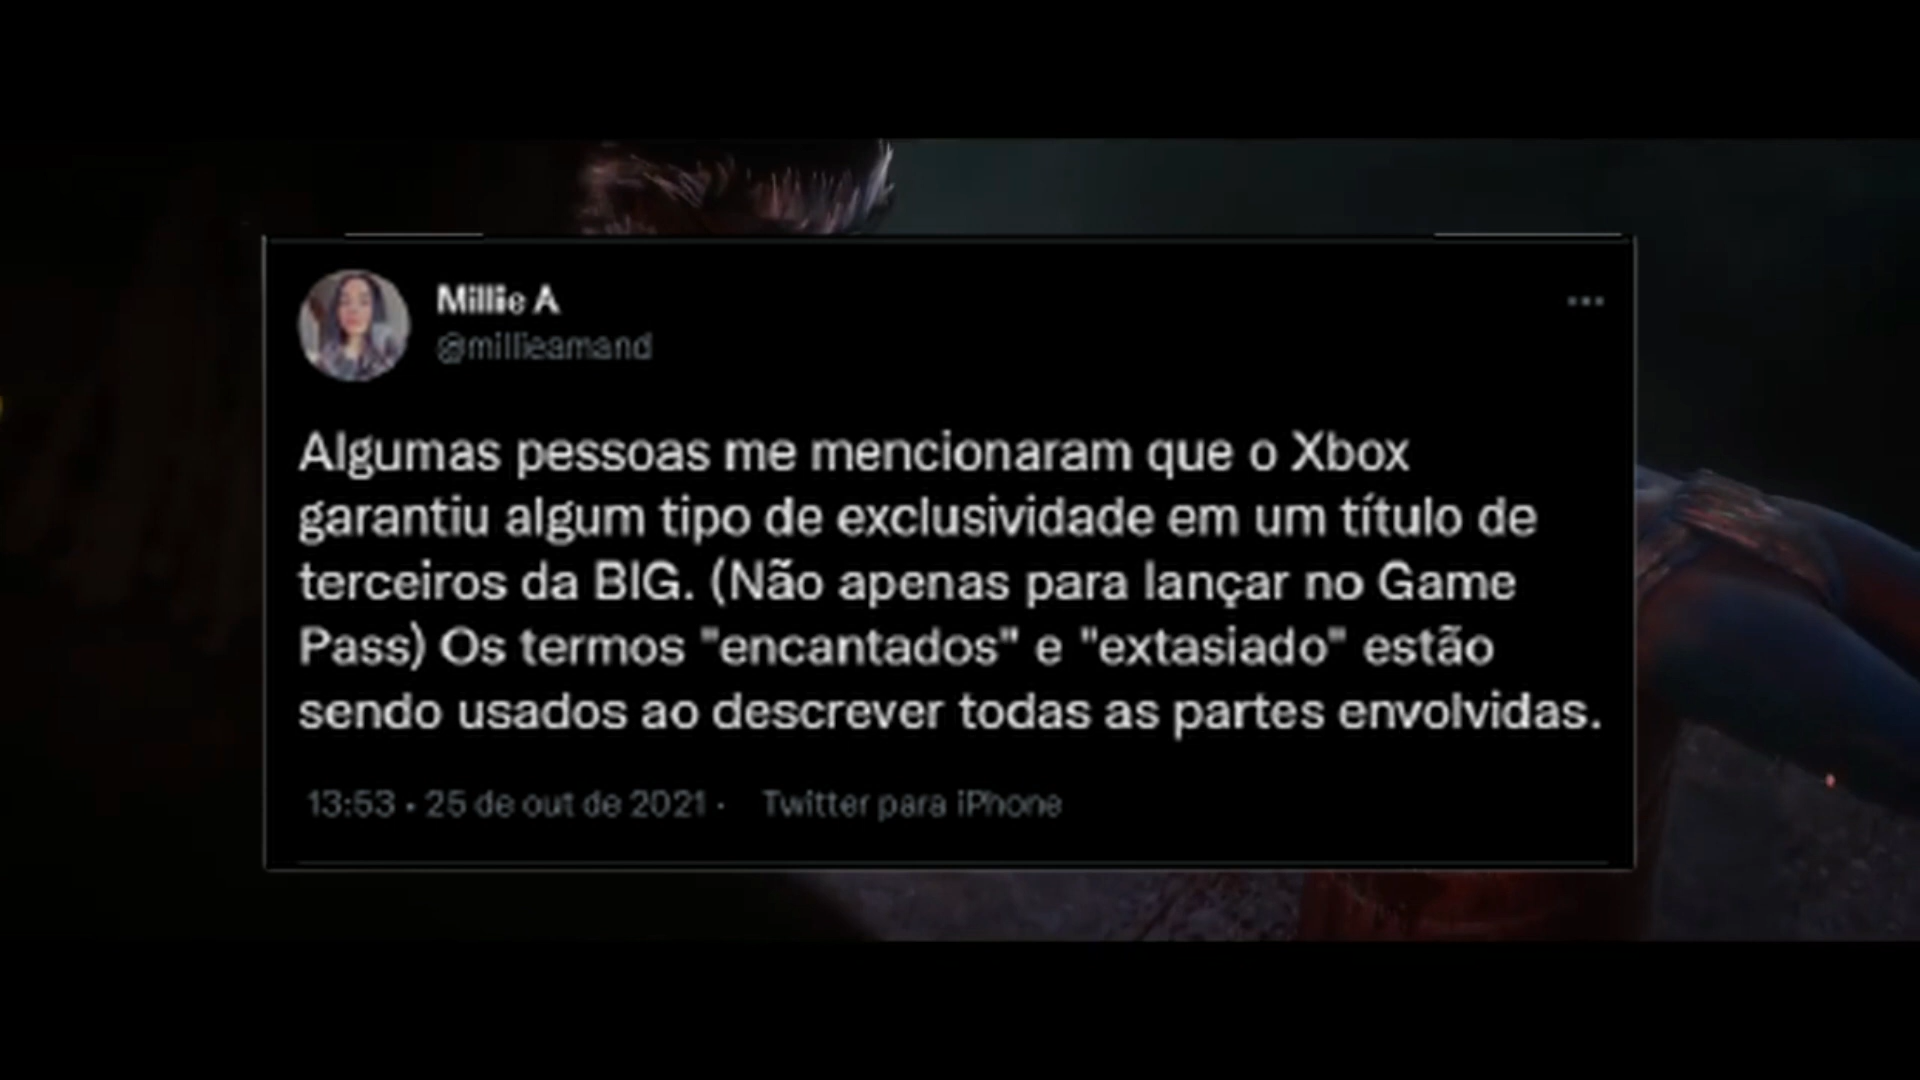 Millie A
@millieamand
Algumas pessoas me mencionaram que o Xbox
garantiu algum tipo de exclusividade em um título de
terceiros da BIG. (Não apenas para lançar no Game
Pass) Os termos "encantados" e "extasiado" estão
sendo usados ao descrever todas as partes envolvidas.
13:53 · 25 de out de 2021 · Twitter para iPhone